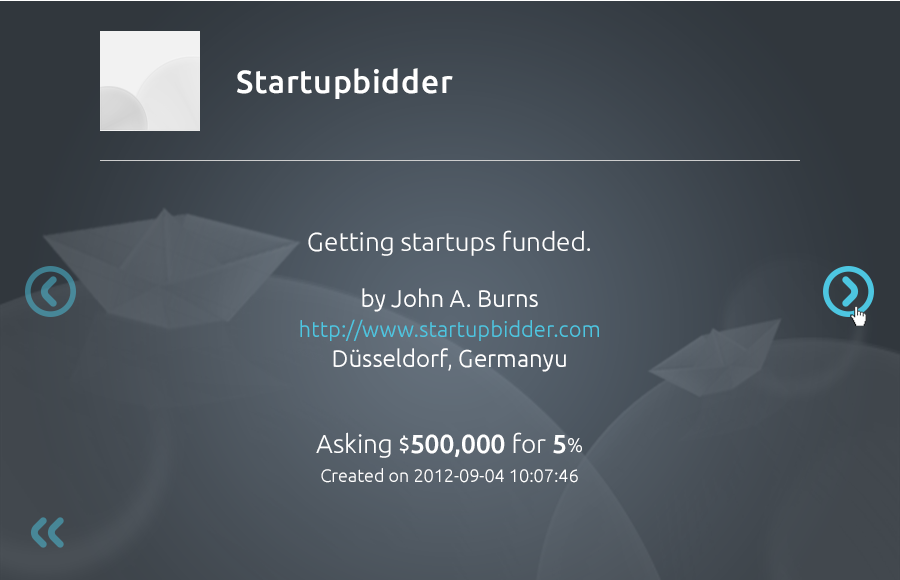 Startupbidder
Getting startups funded.
by John A. Burns
http://www.startupbidder.com
Düsseldorf, Germanyu
Asking $500,000 for 5%
Created on 2012-09-04 10:07:46